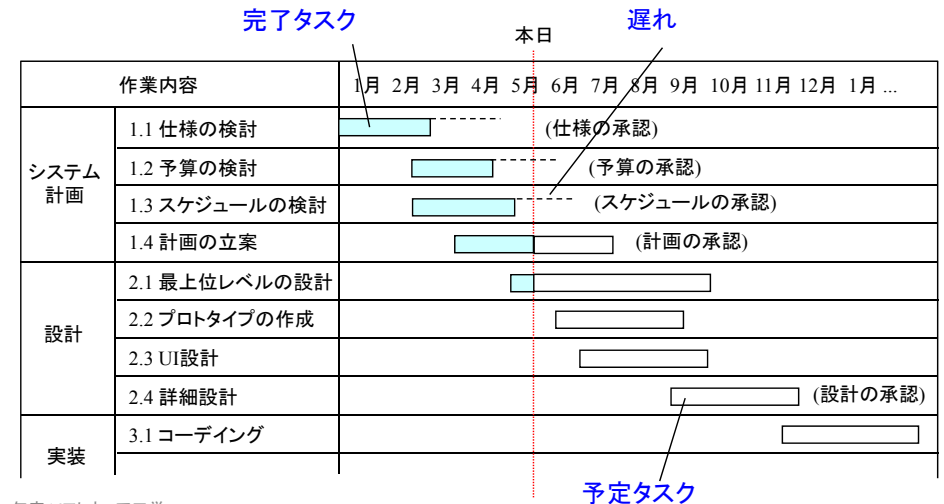 完了タスク
遅れ
本日
作業内容
1月 2月 3月 4月 5月 6月 7月 8月 9月 10月 11月 12月 1月 ...
システム
計画
1.1 仕様の検討
(仕様の承認)
1.2 予算の検討
(予算の承認)
1.3 スケジュールの検討
(スケジュールの承認)
1.4 計画の立案
(計画の承認)
設計
2.1 最上位レベルの設計
2.2 プロトタイプの作成
2.3 UI設計
2.4 詳細設計
(設計の承認)
実装
3.1 コーディング
予定タスク